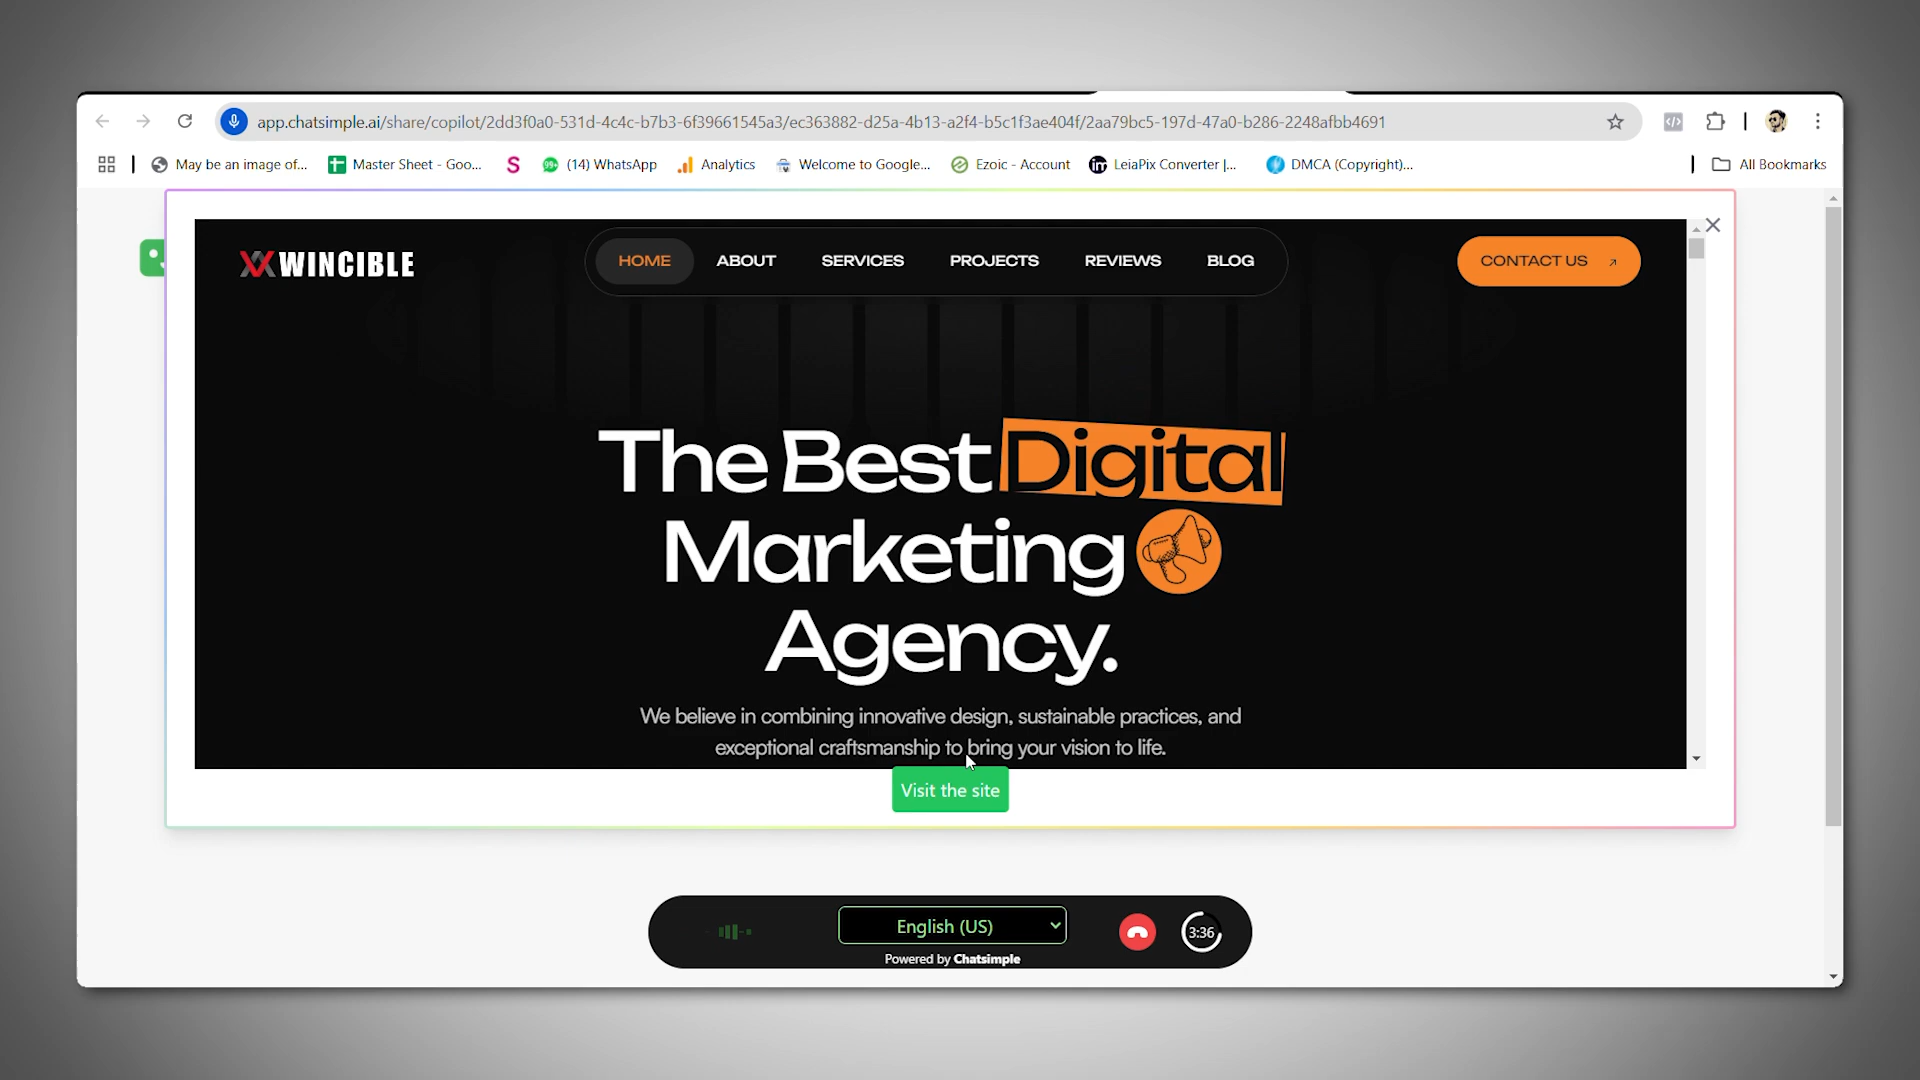 app.chatsimple.ai/share/copilot/2dd3f0a0-531d-4c4c-b7b3-6f39661545a3/ec363882-d25a-4b13-a2f4-b5c1f3ae404f/2aa79bc5-197d-47a0-b286-2248afbb4691
May be an image of... Master Sheet - Goo... S 99+ (14) WhatsApp Analytics Welcome to Google... Ezoic - Account im LeiaPix Converter |... DMCA (Copyright)... All Bookmarks
WINCIBLE HOME ABOUT SERVICES PROJECTS REVIEWS BLOG CONTACT US
The Best Digital
Marketing
Agency.
We believe in combining innovative design, sustainable practices, and
exceptional craftsmanship to bring your vision to life.
Visit the site
English (US) 3:36
Powered by Chatsimple